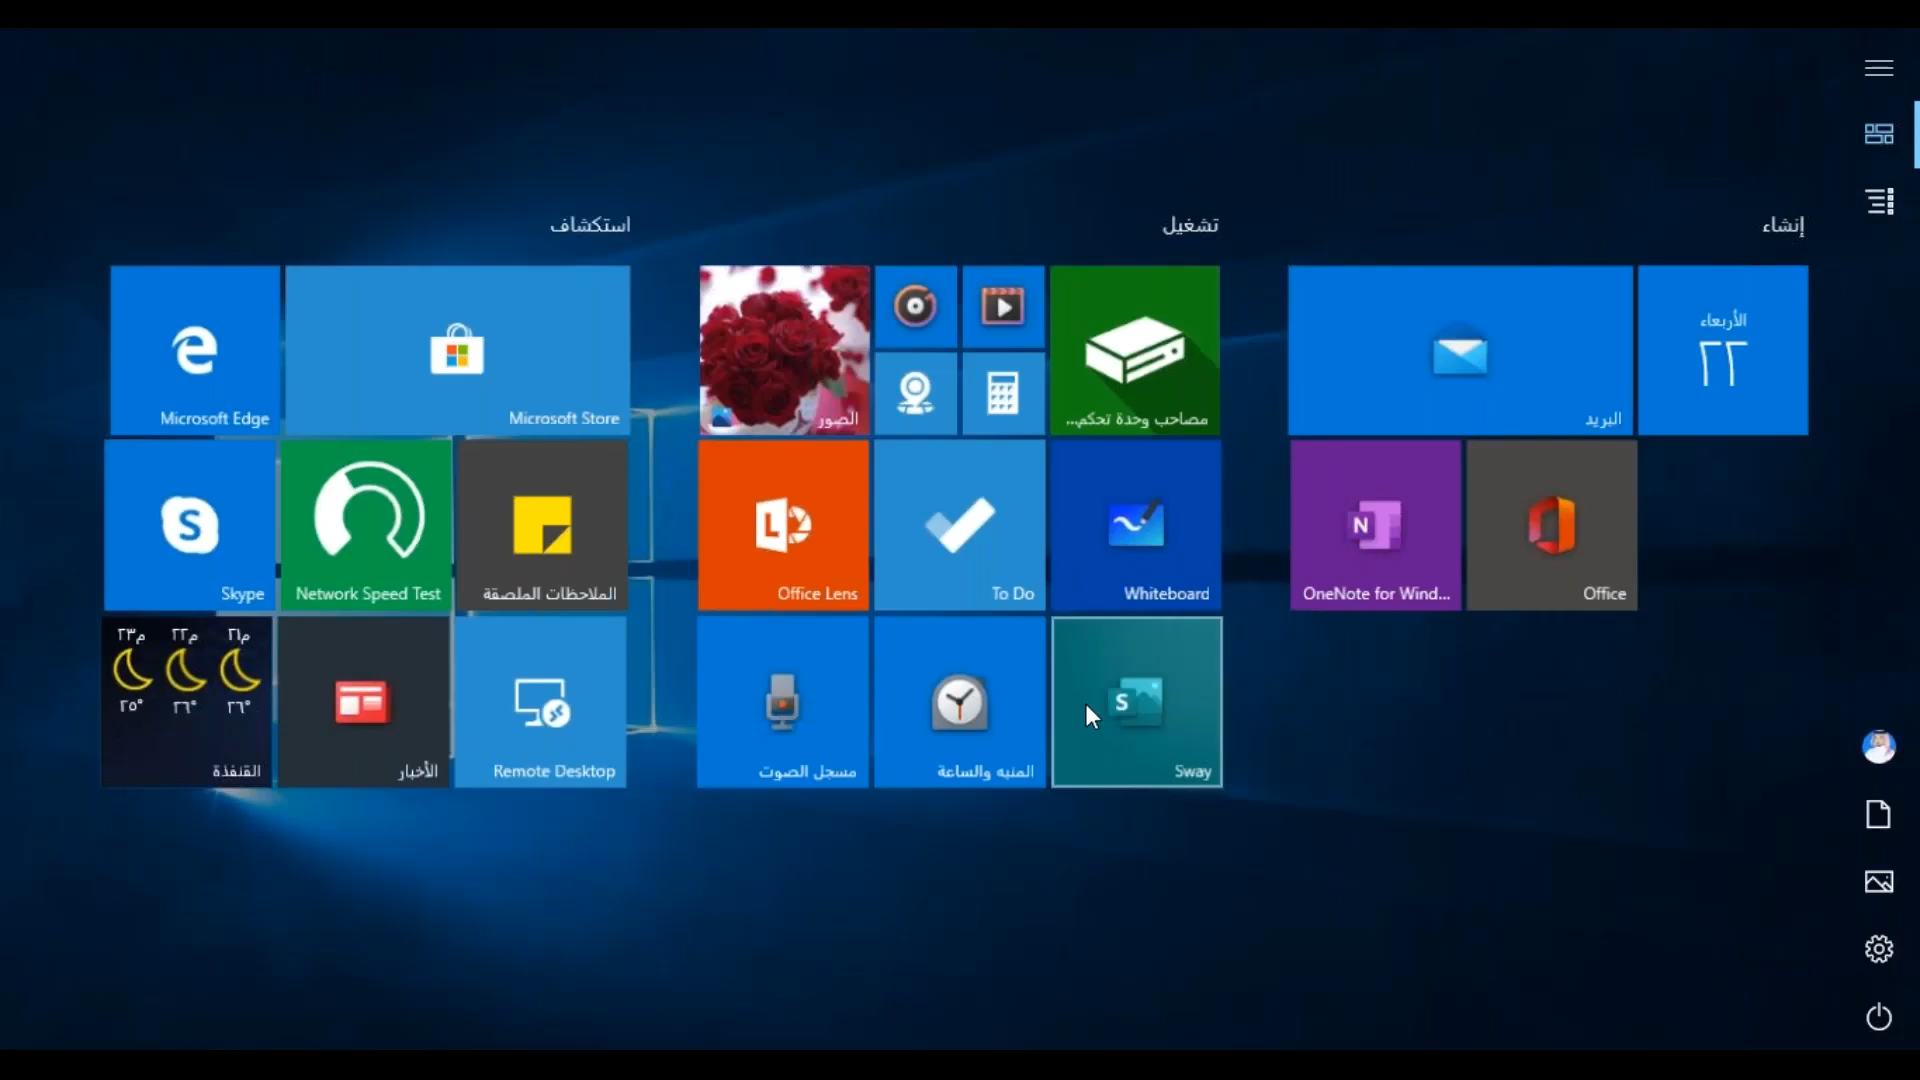 إنشاء
تشغيل
استكشاف
الأربعاء
٢٢
البريد
مصاحب وحدة تحكم...
الصور
Microsoft Store
Microsoft Edge
Office
OneNote for Wind...
Whiteboard
To Do
Office Lens
الملاحظات الملصقة
Network Speed Test
Skype
Sway
المنبه والساعة
مسجل الصوت
Remote Desktop
الأخبار
٢١م ٢٢م ٢٣م
٢٦° ٢٦° ٢٥°
القنفذة